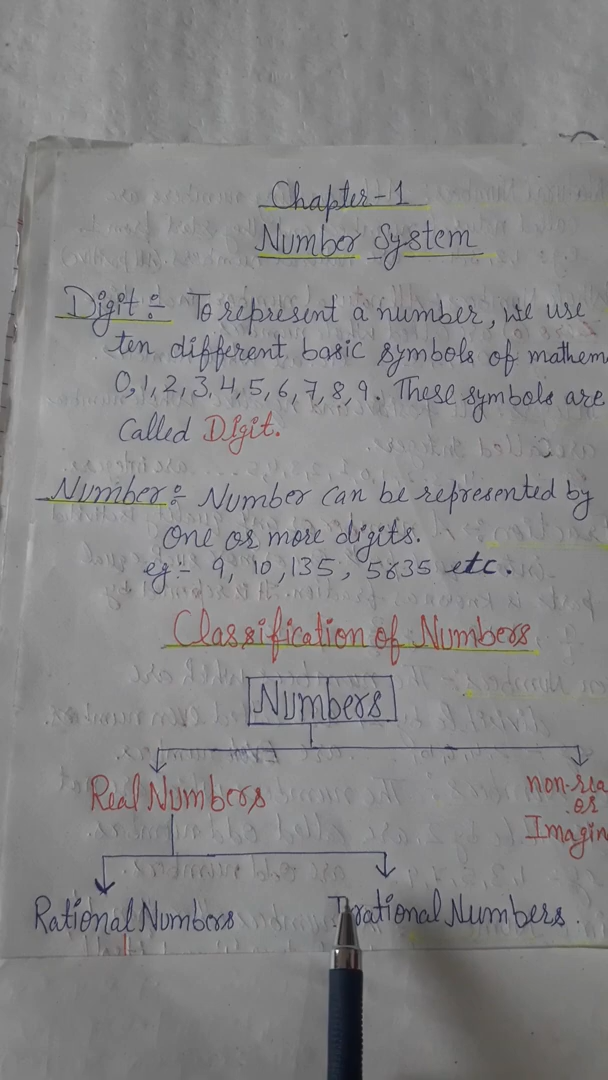 Chapter-1
Number System
Digit :- To represent a number, we use
ten different basic symbols of mathem
0, 1, 2, 3, 4, 5, 6, 7, 8, 9. These symbols are
called Digit.
Number :- Number can be represented by
one or more digits.
eg :- 9, 10, 135, 5635 etc.
Classification of Numbers
Numbers
Real Numbers
non-rea
or
Imagin
Rational Numbers
Irrational Numbers.